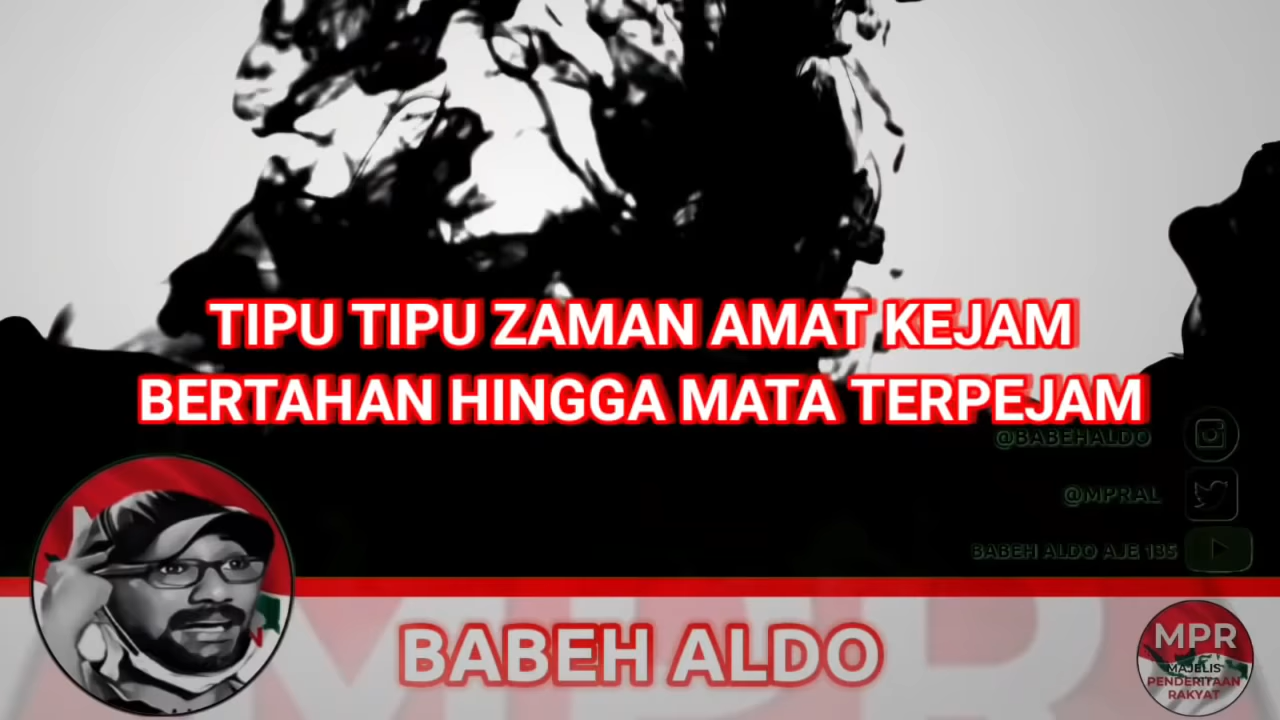 TIPU TIPU ZAMAN AMAT KEJAM
BERTAHAN HINGGA MATA TERPEJAM
@BABEHALDO
@MPRAL
BABEH ALDO AJE 135
BABEH ALDO
MPR
MAJELIS
PENDERITAAN
RAKYAT